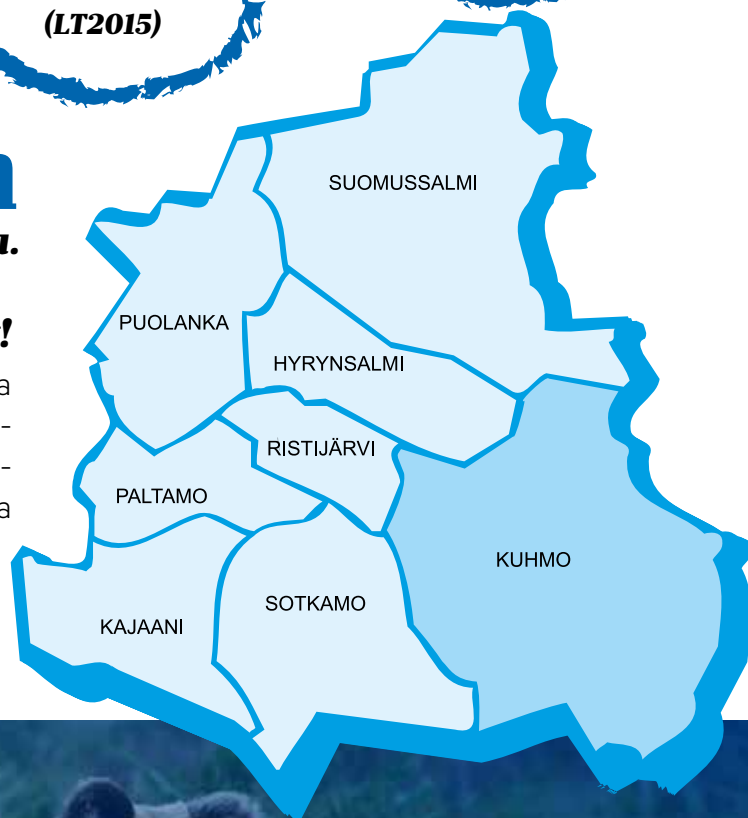 (LT2015)
SUOMUSSALMI
PUOLANKA
HYRYNSALMI
RISTIJÄRVI
PALTAMO
KUHMO
SOTKAMO
KAJAANI
a
-
-
a